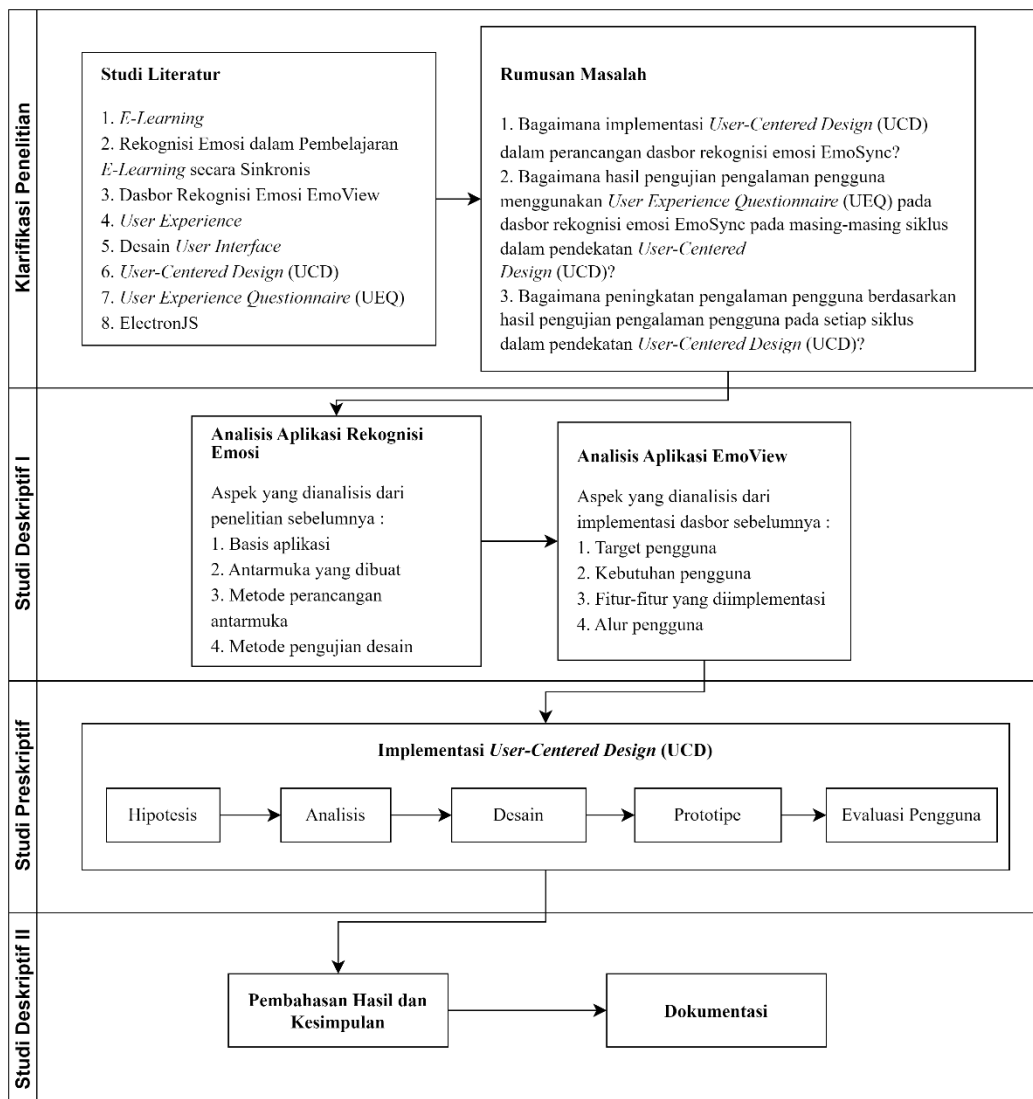 Klarifikasi Penelitian
Studi Literatur
1. E-Learning
2. Rekognisi Emosi dalam Pembelajaran
E-Learning secara Sinkronis
3. Dasbor Rekognisi Emosi EmoView
4. User Experience
5. Desain User Interface
6. User-Centered Design (UCD)
7. User Experience Questionnaire (UEQ)
8. ElectronJS
Rumusan Masalah
1. Bagaimana implementasi User-Centered Design (UCD)
dalam perancangan dasbor rekognisi emosi EmoSync?
2. Bagaimana hasil pengujian pengalaman pengguna
menggunakan User Experience Questionnaire (UEQ) pada
dasbor rekognisi emosi EmoSync pada masing-masing siklus
dalam pendekatan User-Centered
Design (UCD)?
3. Bagaimana peningkatan pengalaman pengguna berdasarkan
hasil pengujian pengalaman pengguna pada setiap siklus
dalam pendekatan User-Centered Design (UCD)?
Studi Deskriptif I
Analisis Aplikasi Rekognisi
Emosi
Aspek yang dianalisis dari
penelitian sebelumnya :
1. Basis aplikasi
2. Antarmuka yang dibuat
3. Metode perancangan
antarmuka
4. Metode pengujian desain
Analisis Aplikasi EmoView
Aspek yang dianalisis dari
implementasi dasbor sebelumnya :
1. Target pengguna
2. Kebutuhan pengguna
3. Fitur-fitur yang diimplementasi
4. Alur pengguna
Studi Preskriptif
Implementasi User-Centered Design (UCD)
Hipotesis
Analisis
Desain
Prototipe
Evaluasi Pengguna
Studi Deskriptif II
Pembahasan Hasil dan
Kesimpulan
Dokumentasi